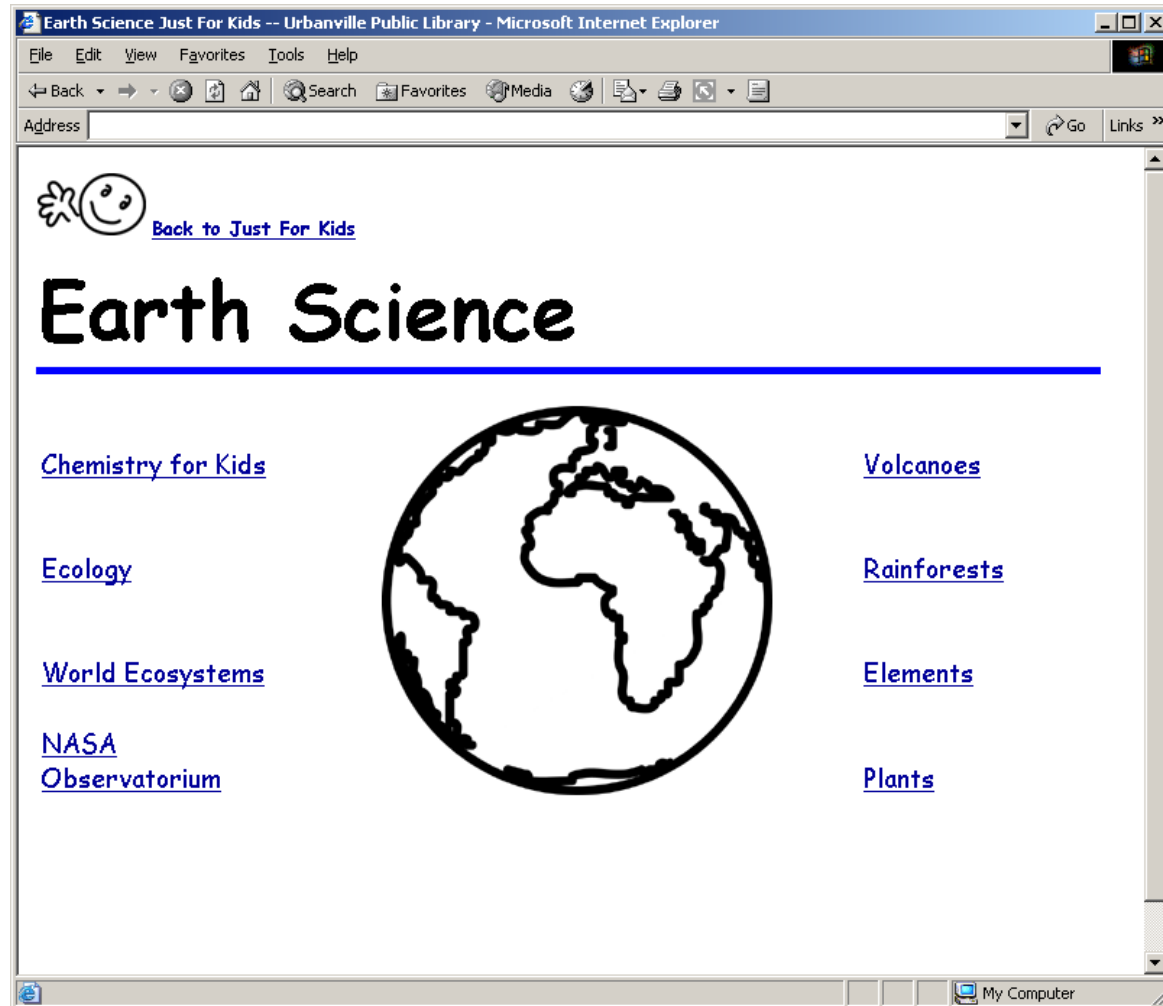 Earth Science Just For Kids -- Urbanville Public Library - Microsoft Internet Explorer
File Edit View Favorites Tools Help
Back Search Favorites Media
Address Go Links »
Back to Just For Kids
Earth Science
Chemistry for Kids
Volcanoes
Ecology
Rainforests
World Ecosystems
Elements
NASA
Observatorium
Plants
My Computer